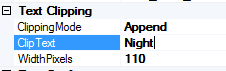 Text Clipping
ClippingMode Append
ClipText Night
WidthPixels 110